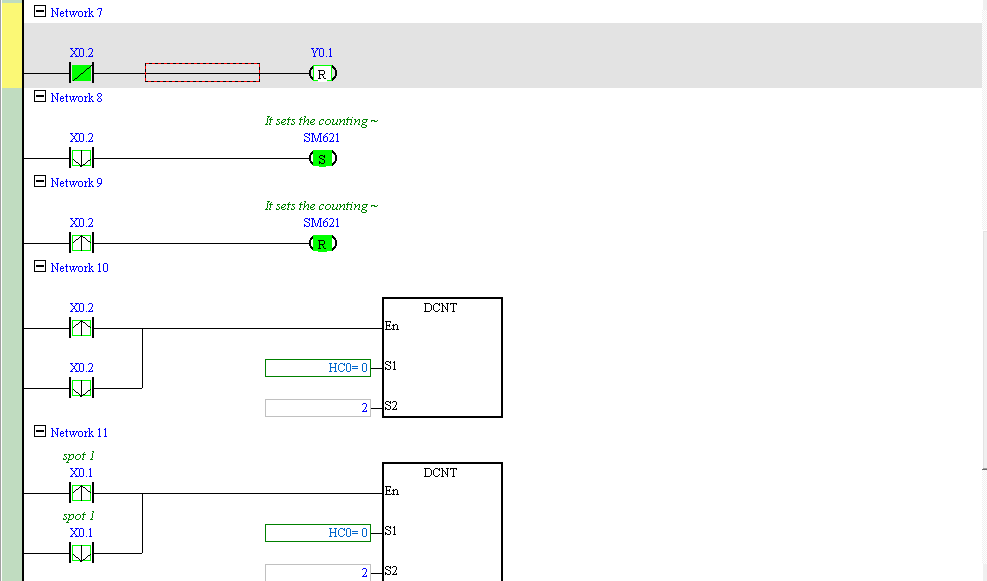 Network 7
X0.2
Y0.1
R
Network 8
It sets the counting ~
X0.2
SM621
S
Network 9
It sets the counting ~
X0.2
SM621
R
Network 10
X0.2
DCNT
En
X0.2
HC0= 0
S1
2
S2
Network 11
spot 1
X0.1
DCNT
En
spot 1
X0.1
HC0= 0
S1
2
S2